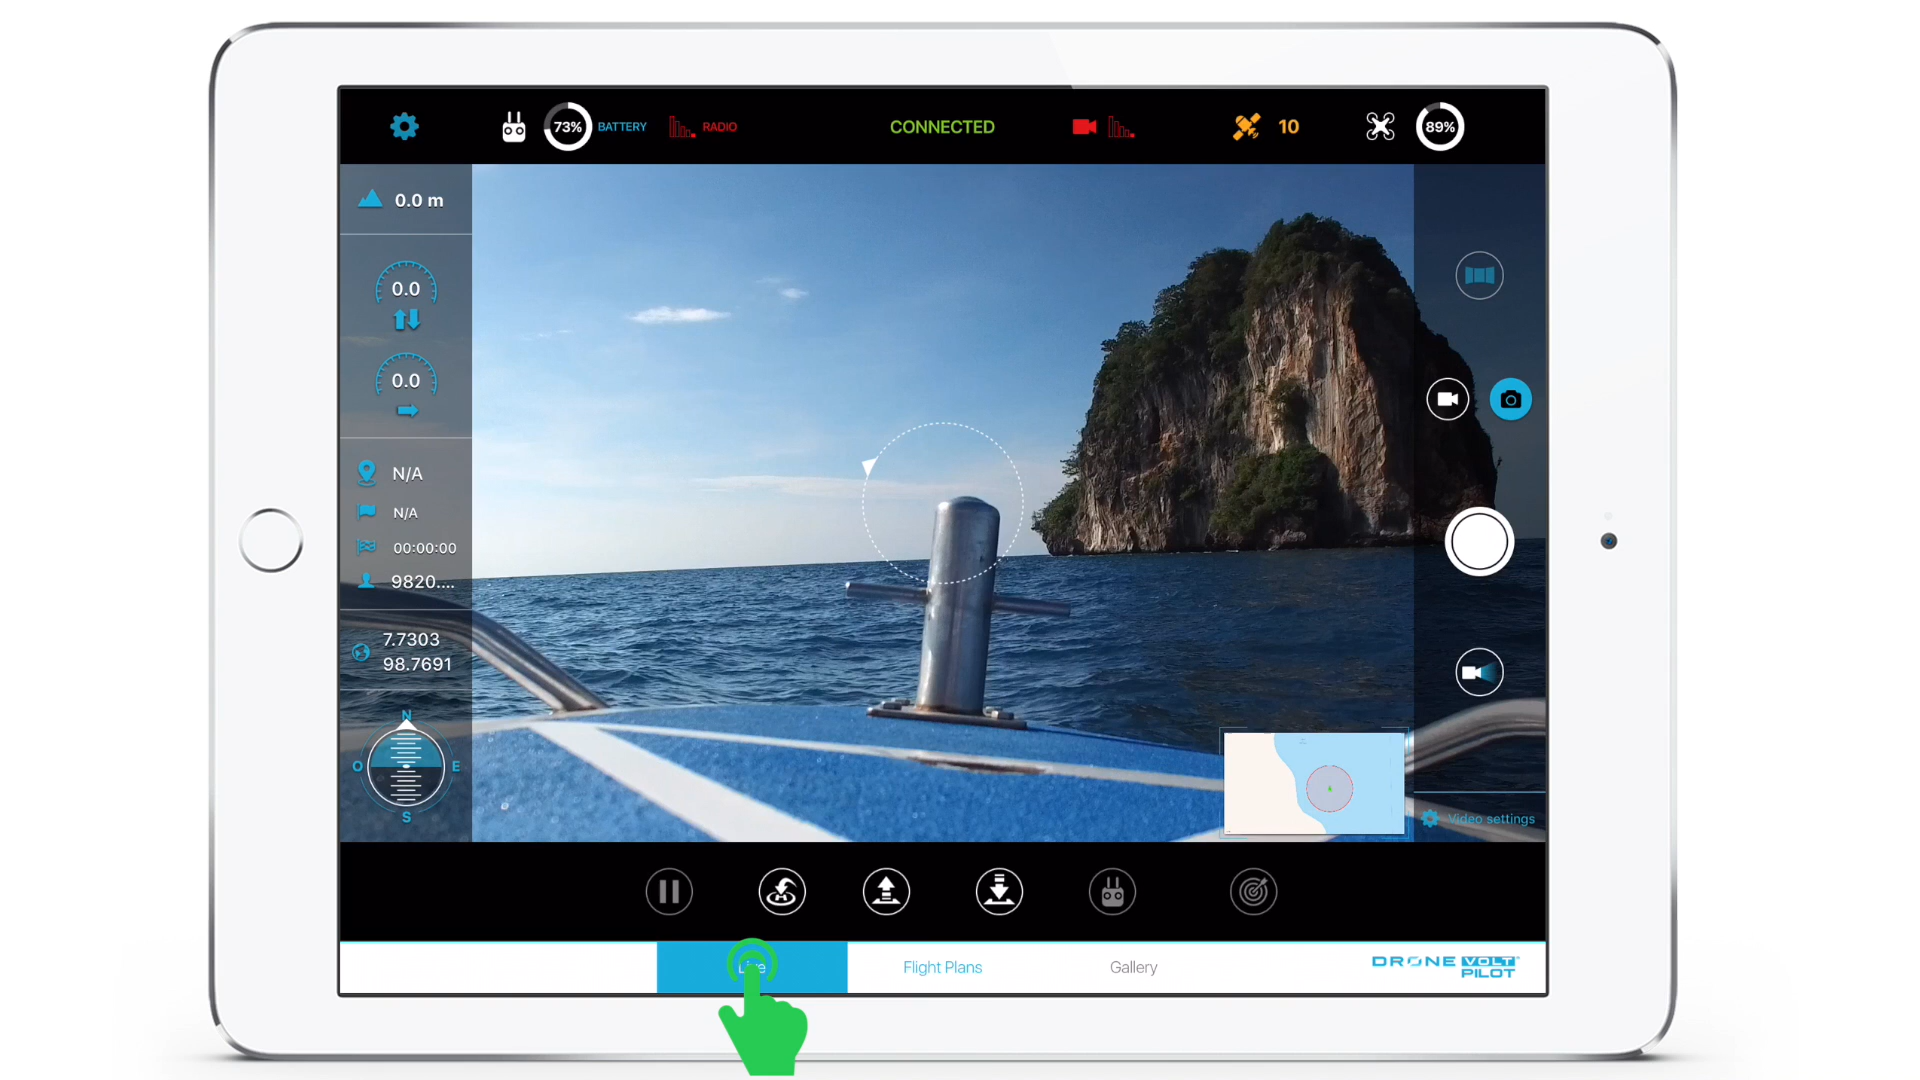 73% BATTERY RADIO CONNECTED 10 89%
0.0 m
0.0
0.0
N/A
N/A
00:00:00
9820....
7.7303
98.7691
N
O E
S
Video settings
Live Flight Plans Gallery
DRONE VOLT
PILOT